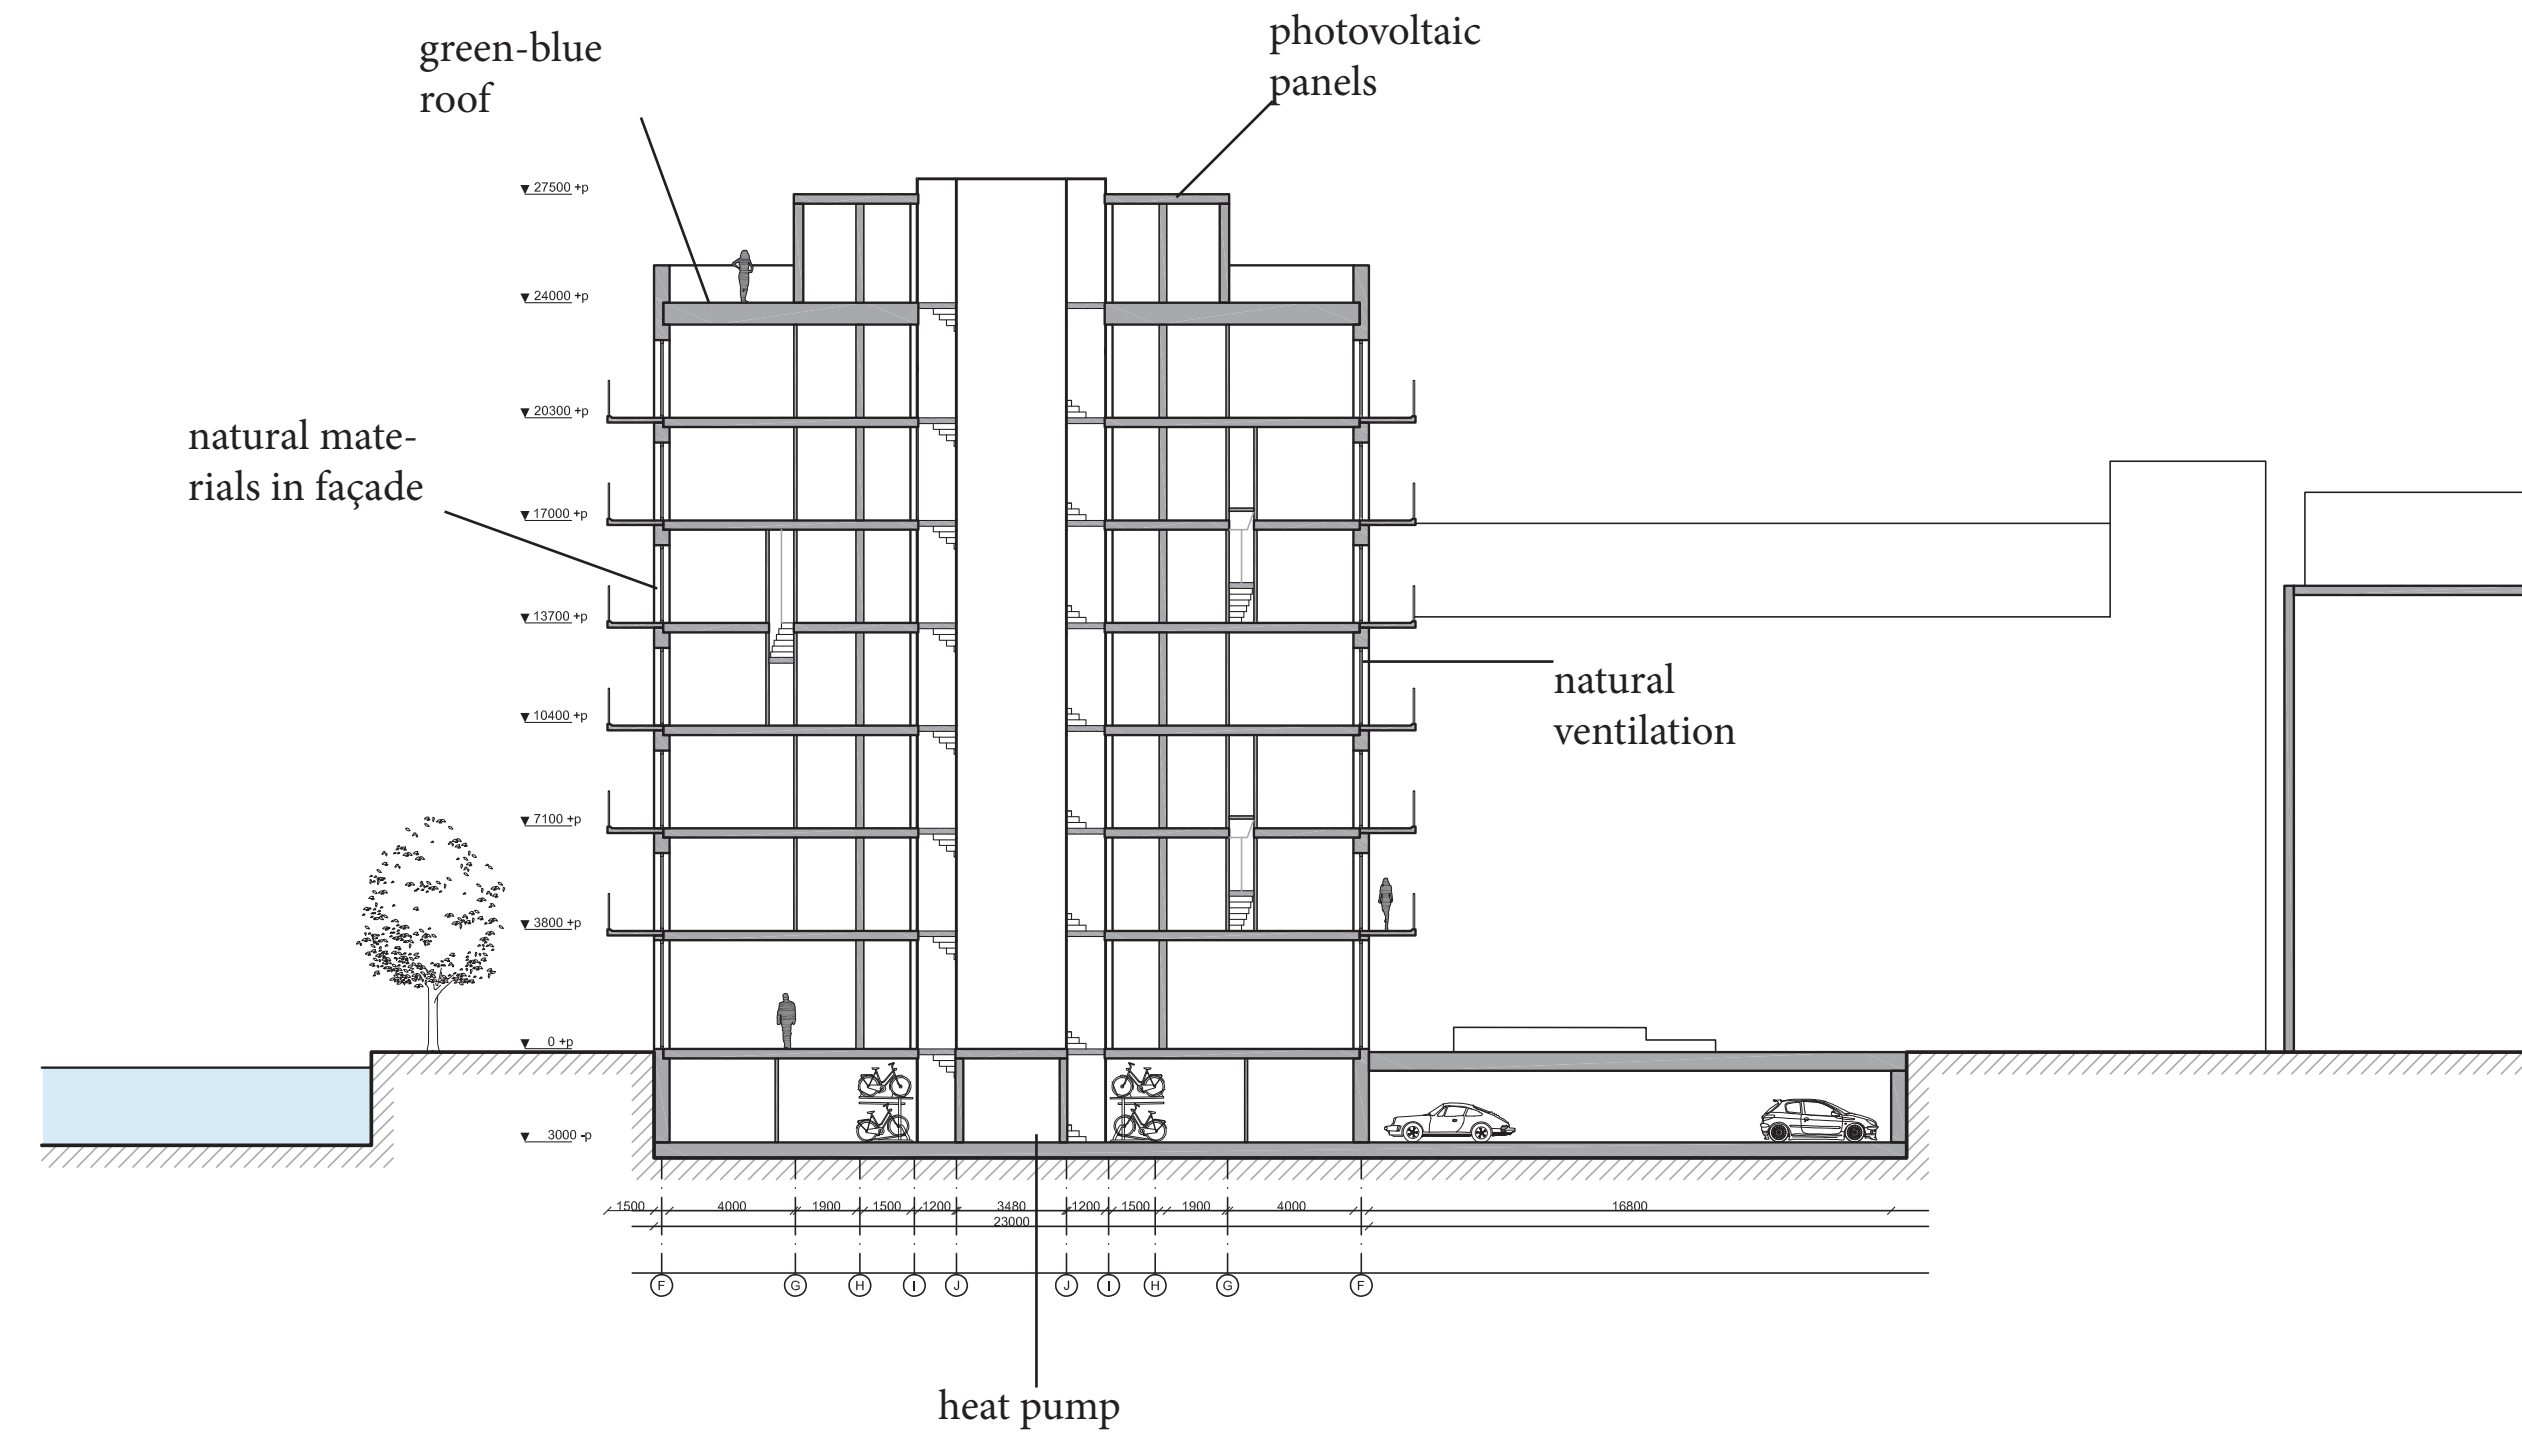 photovoltaic
panels
green-blue
roof
27500 +p
24000 +p
20300 +p
natural mate-
rials in façade
17000 +p
13700 +p
natural
ventilation
10400 +p
7100 +p
3800 +p
0 +p
3000 -p
1500 4000 1900 1500 1200 3480 1200 1500 1900 4000 16800
23000
F G H I J J I H G F
heat pump